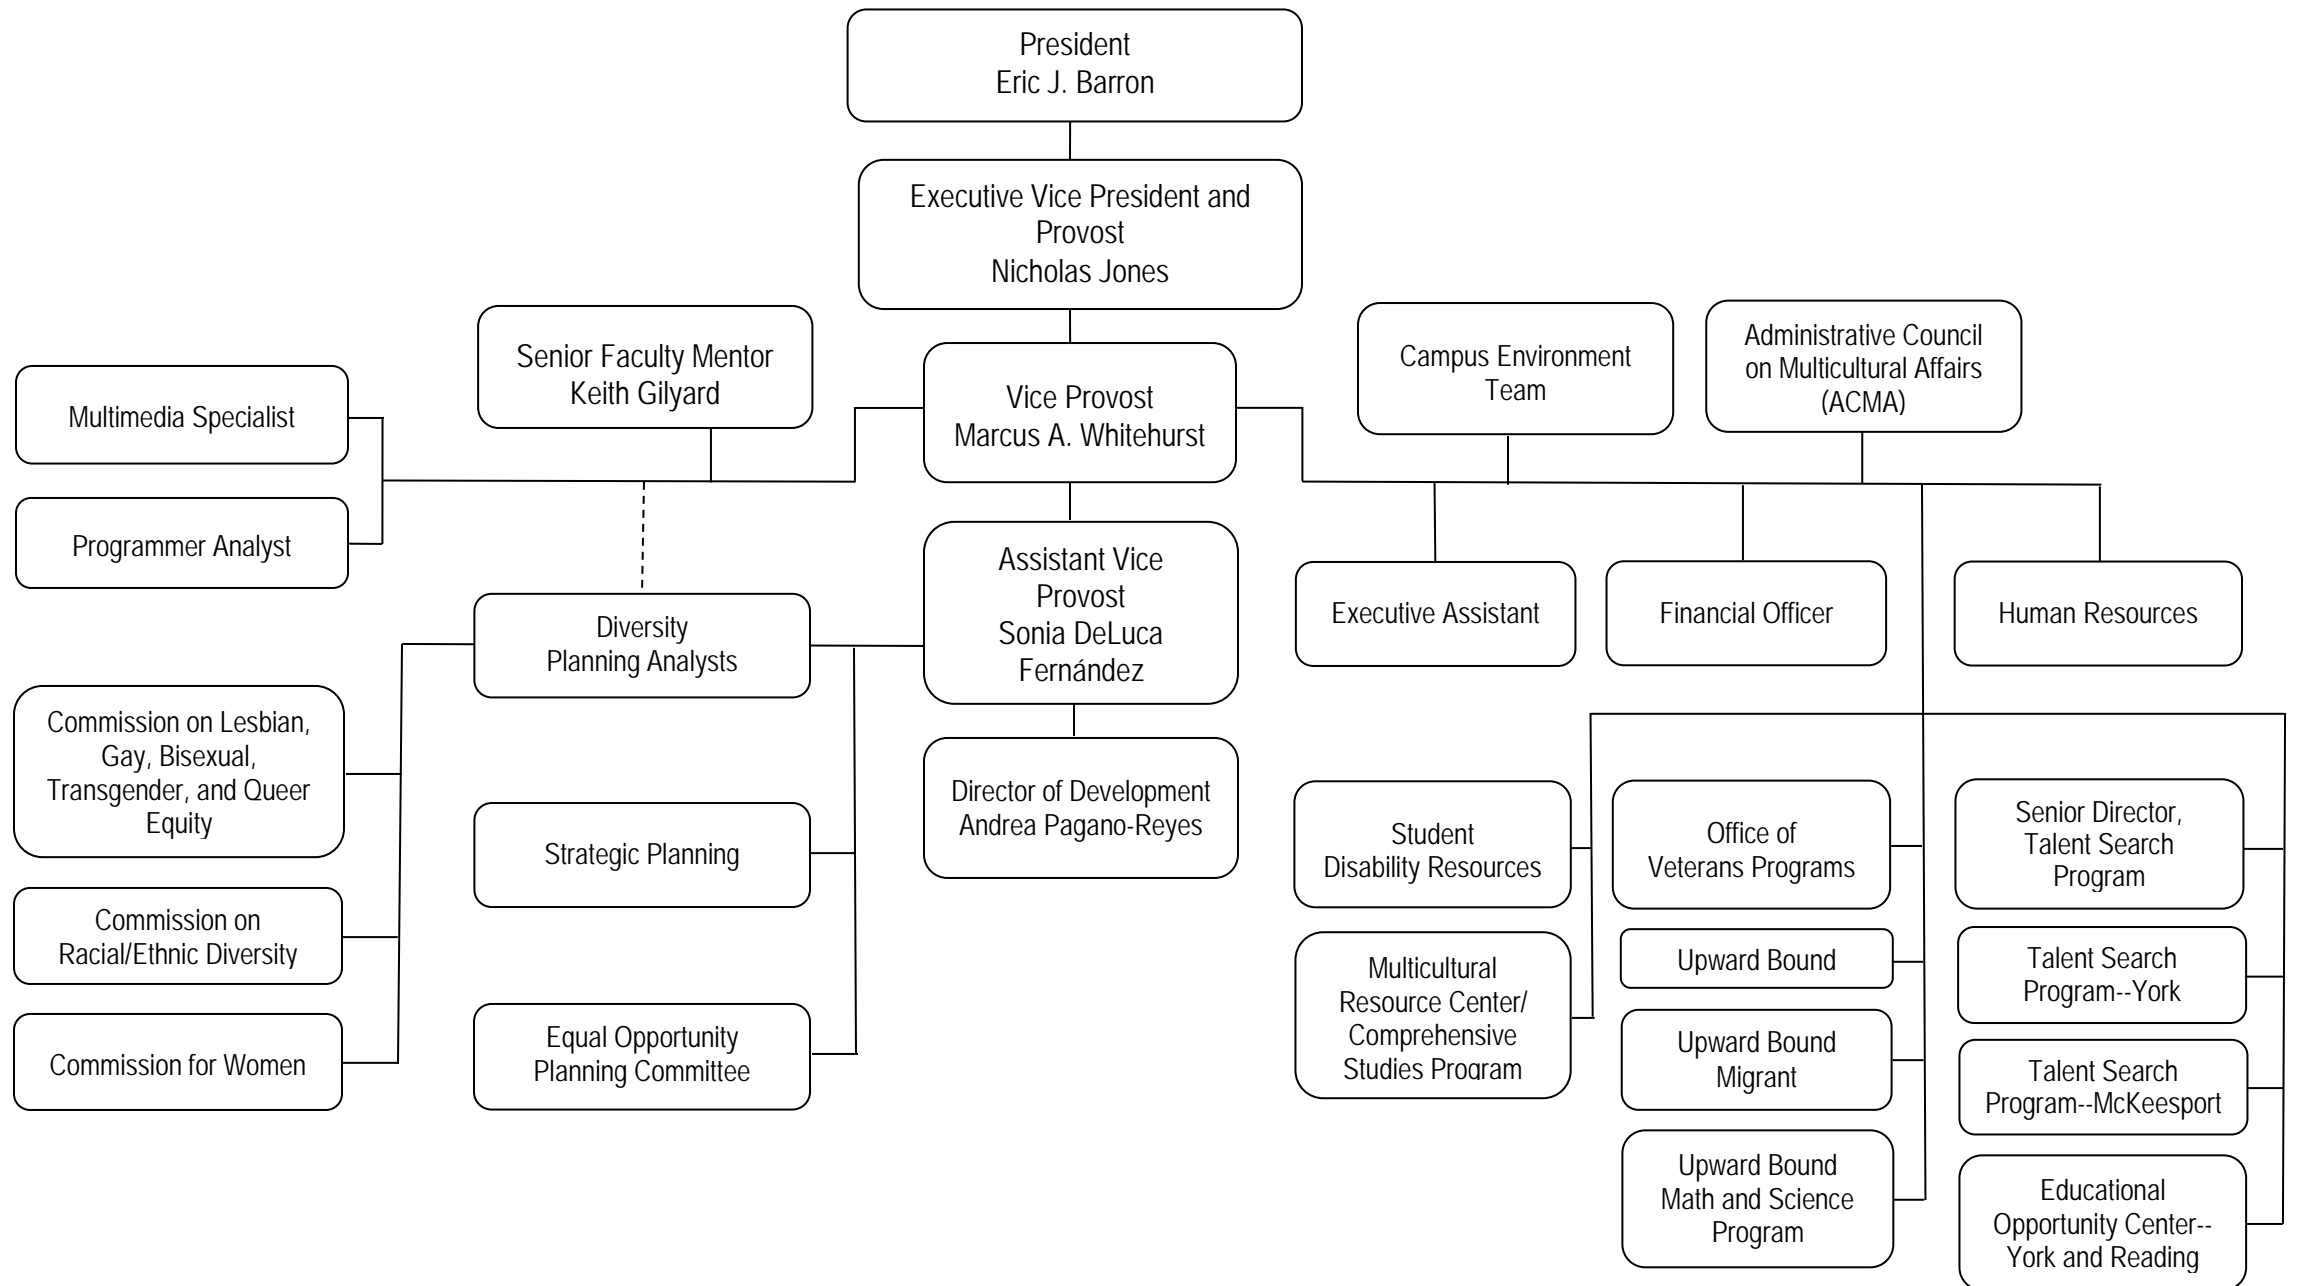 President
Eric J. Barron
Executive Vice President and
Provost
Nicholas Jones
Senior Faculty Mentor
Keith Gilyard
Vice Provost
Marcus A. Whitehurst
Campus Environment
Team
Administrative Council
on Multicultural Affairs
(ACMA)
Multimedia Specialist
Programmer Analyst
Assistant Vice
Provost
Sonia DeLuca
Fernández
Executive Assistant
Financial Officer
Human Resources
Diversity
Planning Analysts
Commission on Lesbian,
Gay, Bisexual,
Transgender, and Queer
Equity
Commission on
Racial/Ethnic Diversity
Commission for Women
Strategic Planning
Equal Opportunity
Planning Committee
Director of Development
Andrea Pagano-Reyes
Student
Disability Resources
Multicultural
Resource Center/
Comprehensive
Studies Program
Office of
Veterans Programs
Upward Bound
Upward Bound
Migrant
Upward Bound
Math and Science
Program
Senior Director,
Talent Search
Program
Talent Search
Program--York
Talent Search
Program--McKeesport
Educational
Opportunity Center--
York and Reading